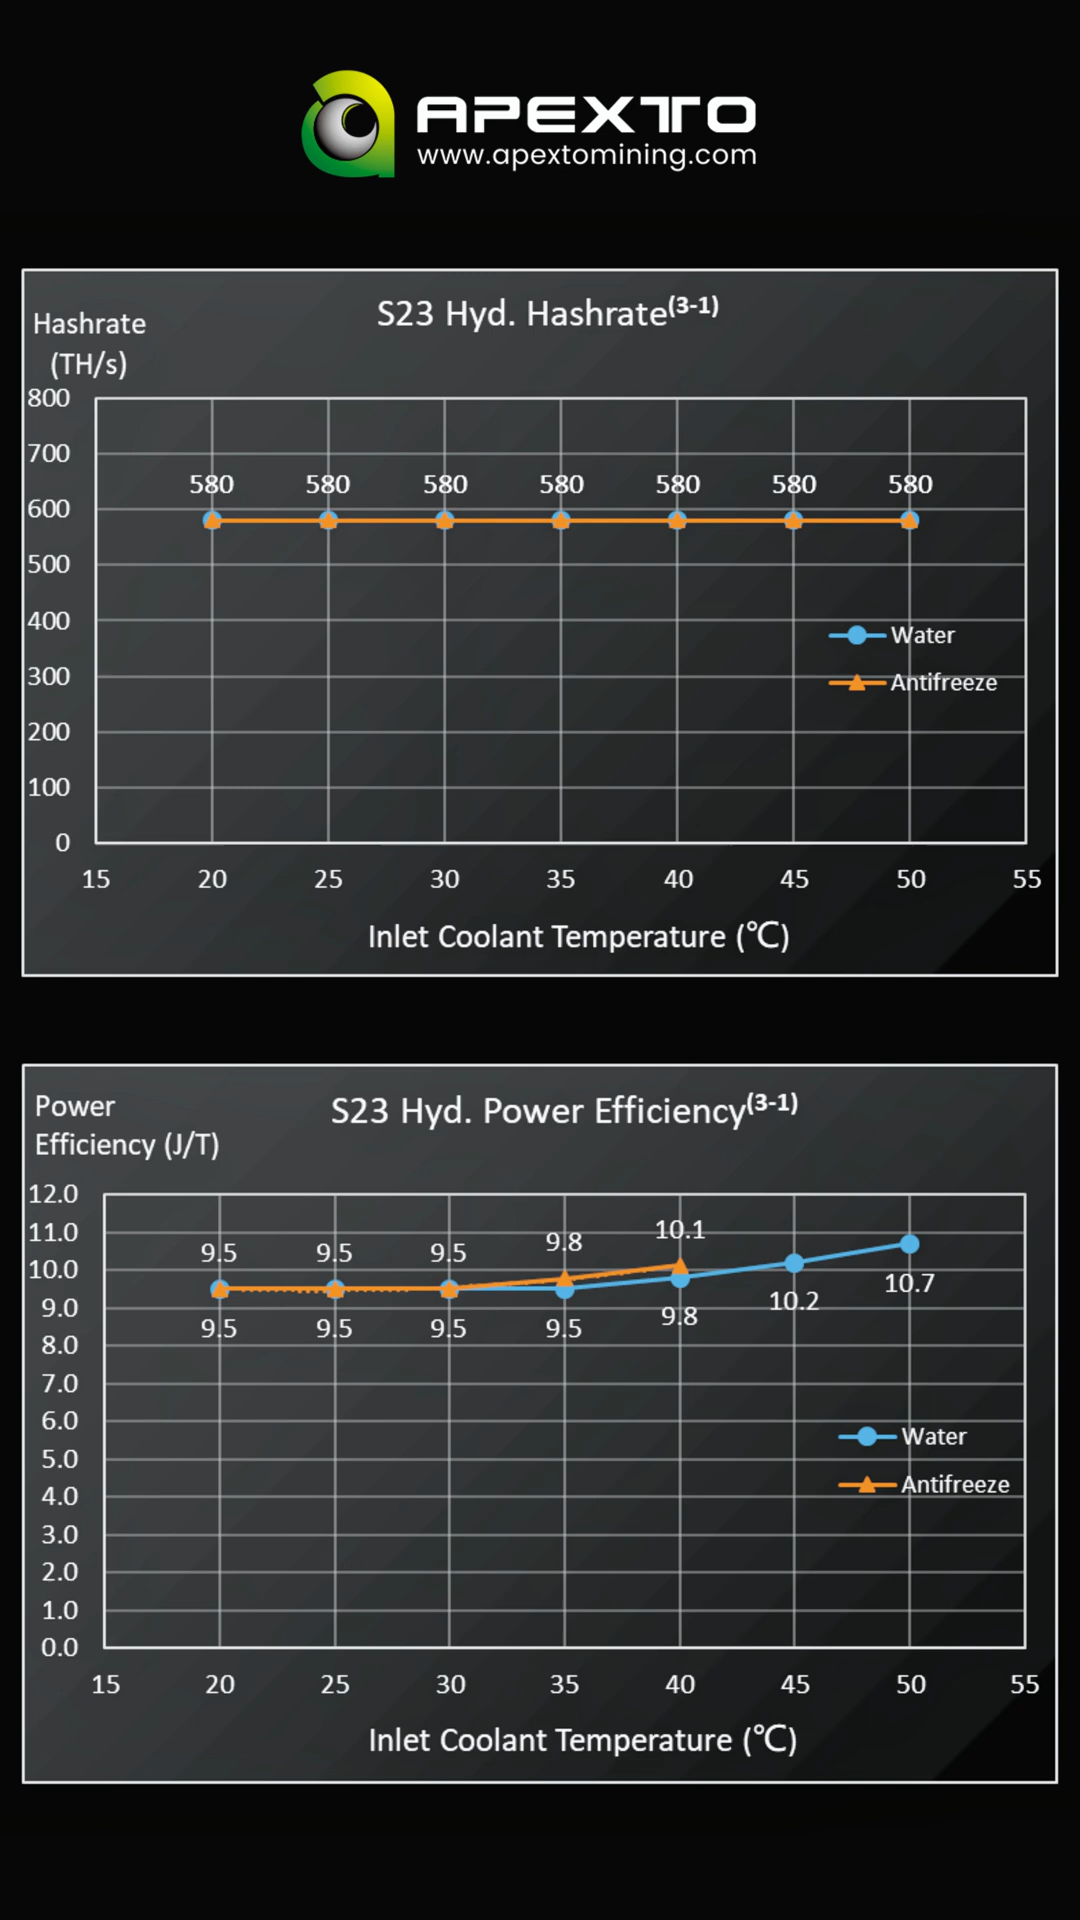 APEXTO
www.apextomining.com
S23 Hyd. Hashrate(3-1)
Hashrate
(TH/s)
800
700
580 580 580 580 580 580 580
600
500
400
Water
300
Antifreeze
200
100
0
15 20 25 30 35 40 45 50 55
Inlet Coolant Temperature (℃)
Power
Efficiency (J/T)
S23 Hyd. Power Efficiency(3-1)
12.0
11.0
10.1
9.5 9.5 9.5 9.8
10.0
10.2 10.7
9.0
9.5 9.5 9.5 9.5 9.8
8.0
7.0
6.0
Water
5.0
Antifreeze
4.0
3.0
2.0
1.0
0.0
15 20 25 30 35 40 45 50 55
Inlet Coolant Temperature (℃)